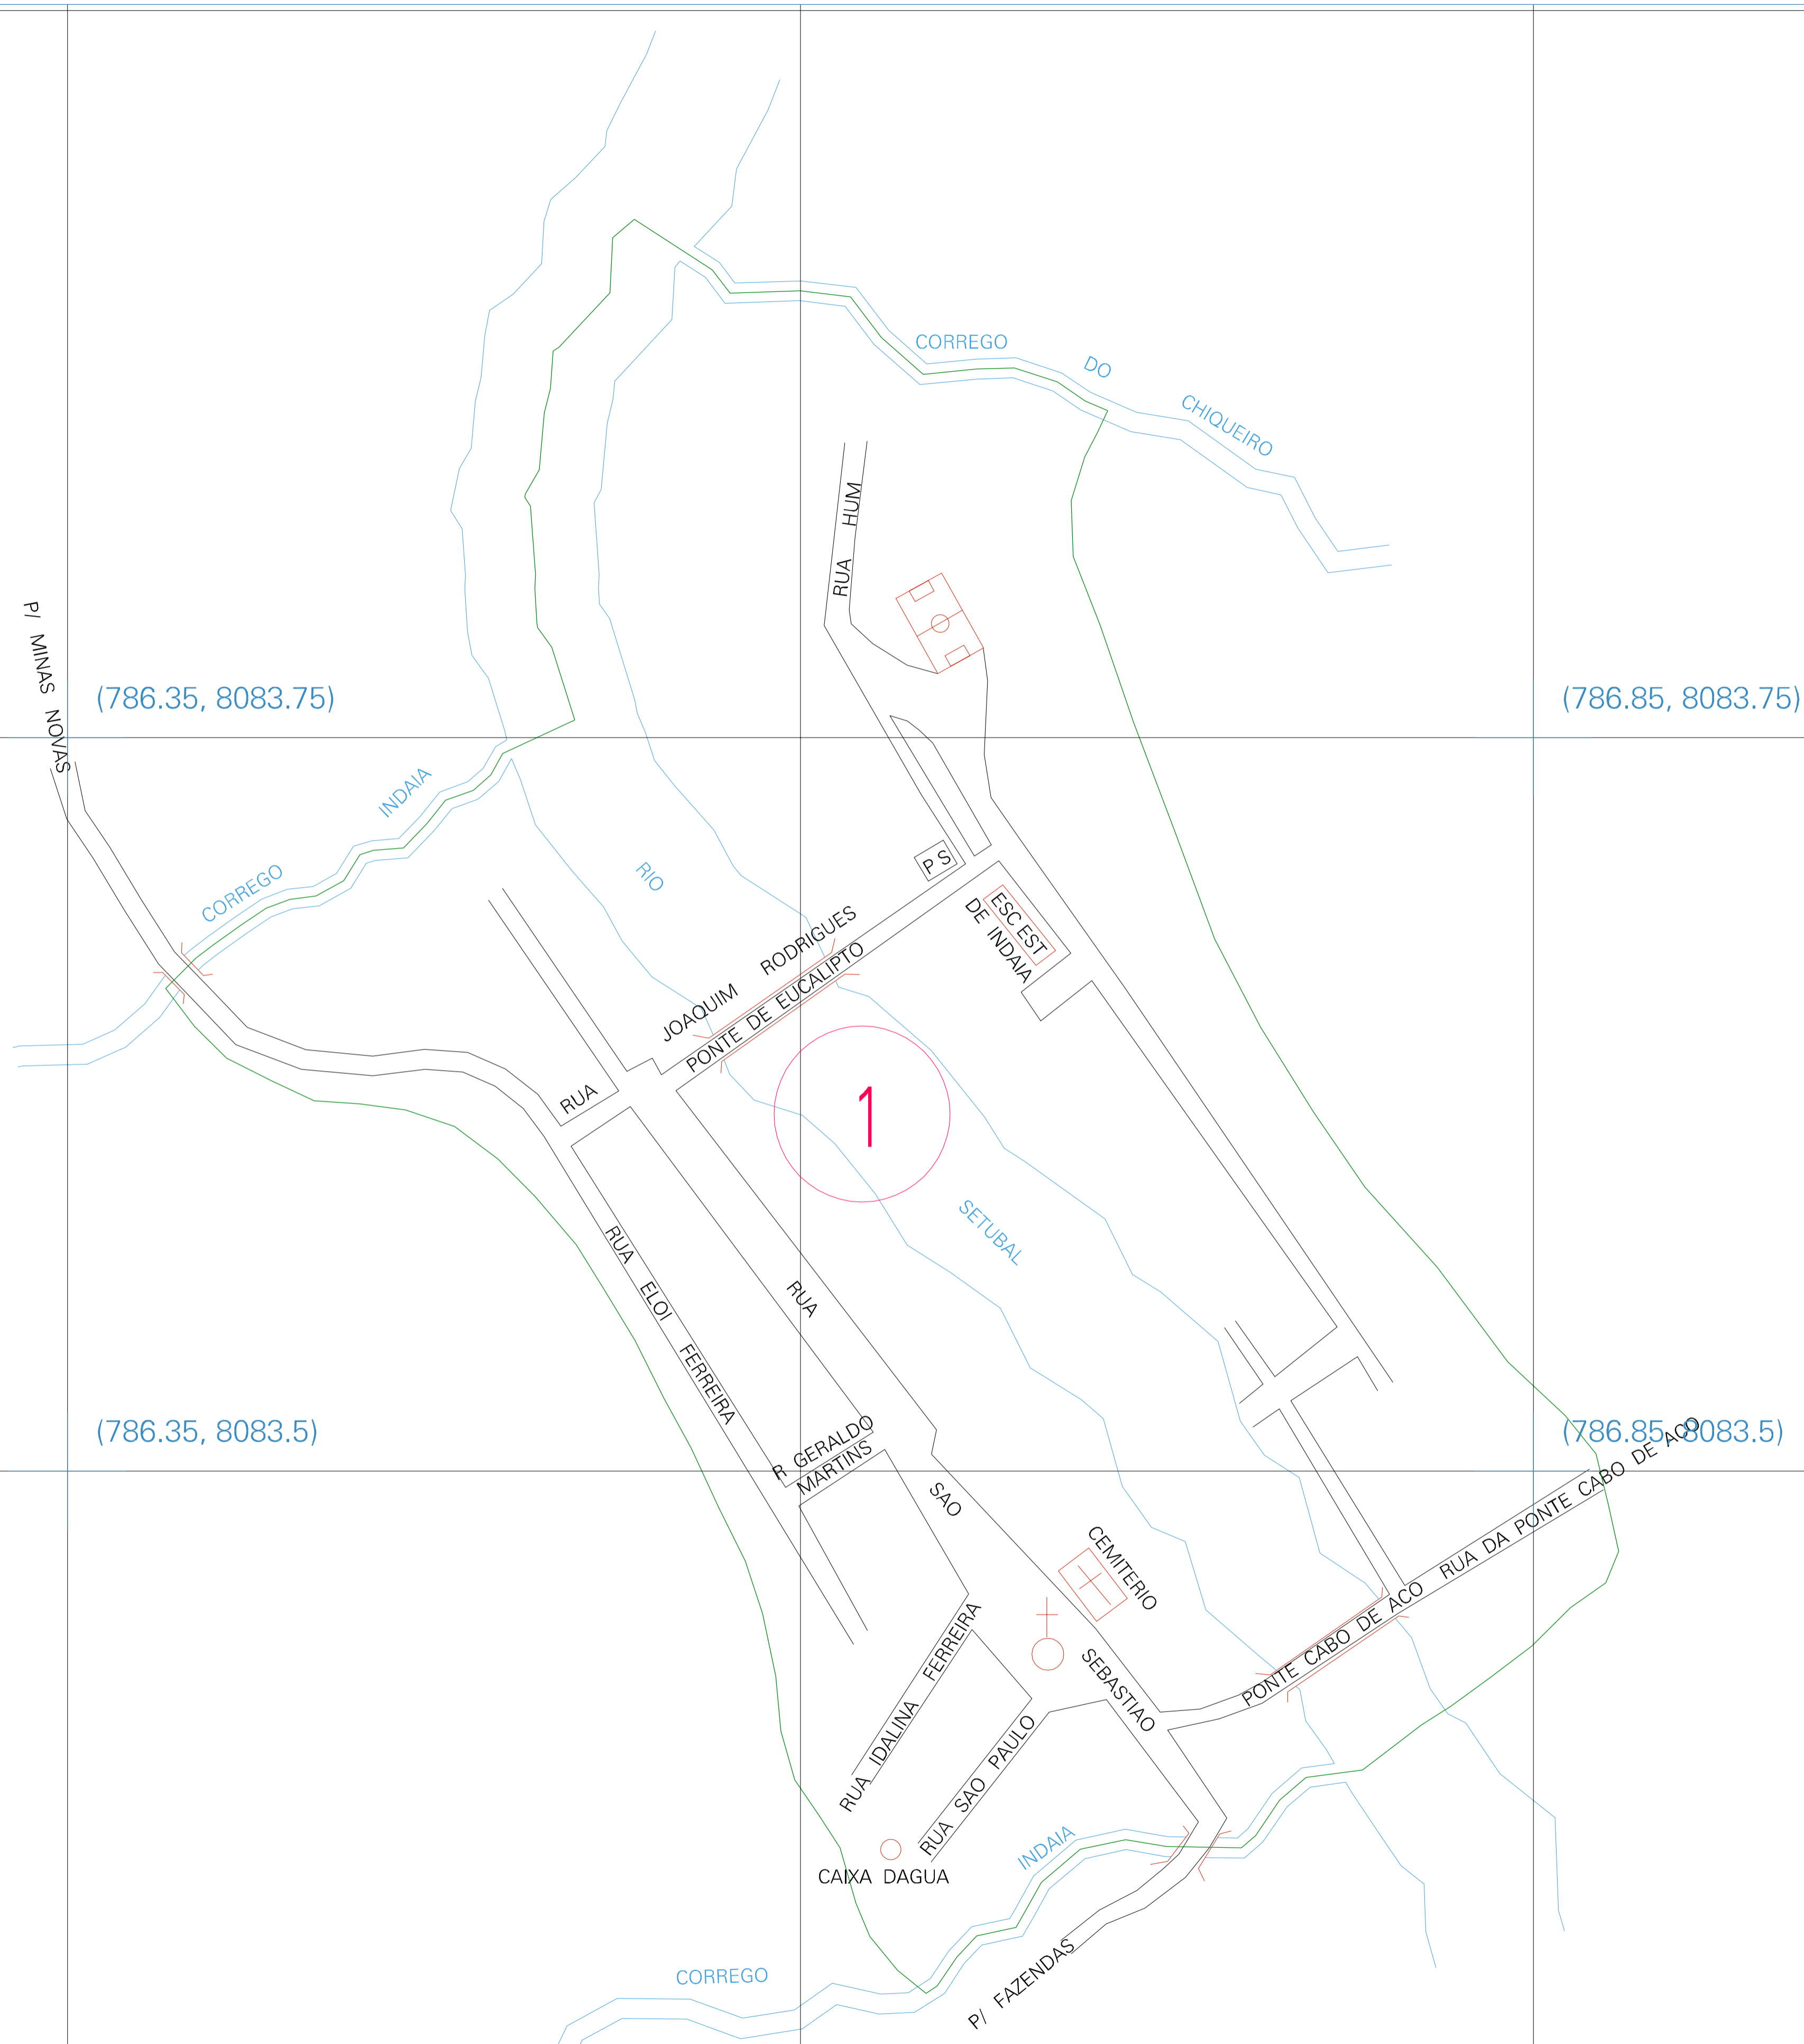 CORREGO DO CHIQUEIRO
RUA HUM
P/ MINAS NOVAS
(786.35, 8083.75)
(786.85, 8083.75)
CORREGO INDAIA
RIO SETUBAL
P S
ESC EST
DE INDAIA
RUA JOAQUIM RODRIGUES
PONTE DE EUCALIPTO
1
RUA ELOI FERREIRA
RUA SAO SEBASTIAO
R GERALDO
MARTINS
(786.35, 8083.5)
(786.85, 8083.5)
CEMITERIO
RUA DA PONTE CABO DE ACO
PONTE CABO DE ACO
RUA IDALINA FERREIRA
RUA SAO PAULO
CAIXA DAGUA
CORREGO INDAIA
P/ FAZENDAS